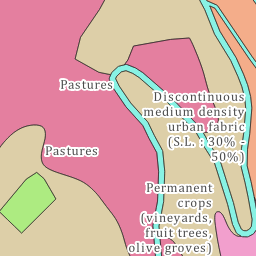 Pastures
Discontinuous
medium density
urban fabric
(S.L. : 30% -
50%)
Pastures
Permanent
crops
(vineyards,
fruit trees,
olive groves)